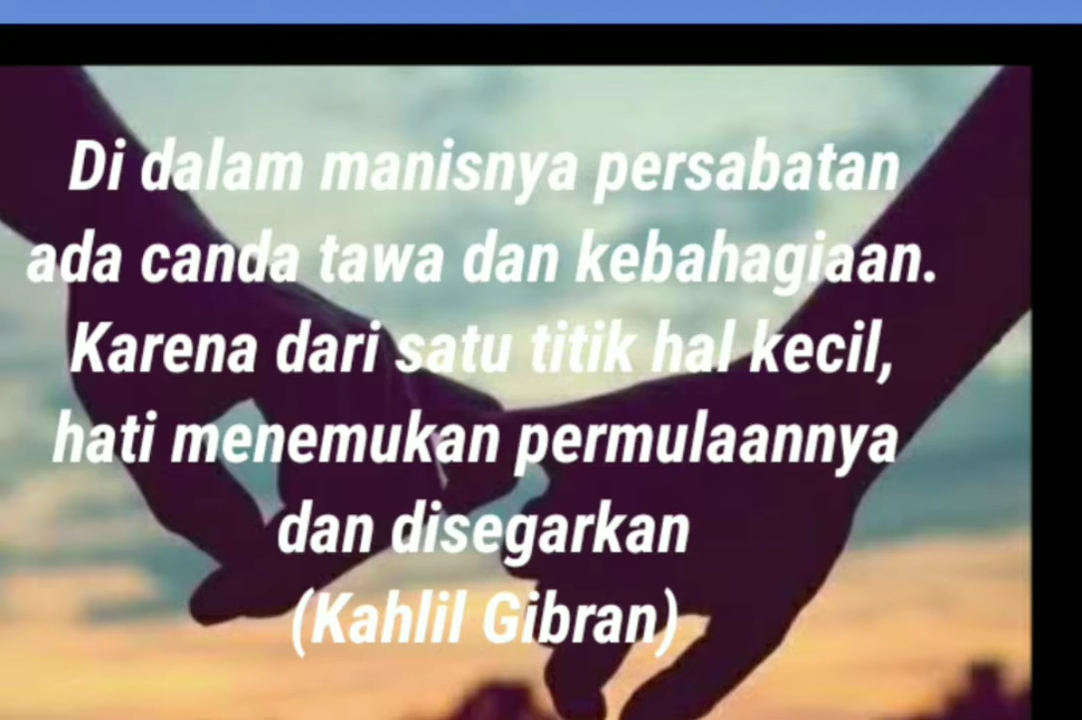 Di dalam manisnya persabatan
ada canda tawa dan kebahagiaan.
Karena dari satu titik hal kecil,
hati menemukan permulaannya
dan disegarkan
(Kahlil Gibran)